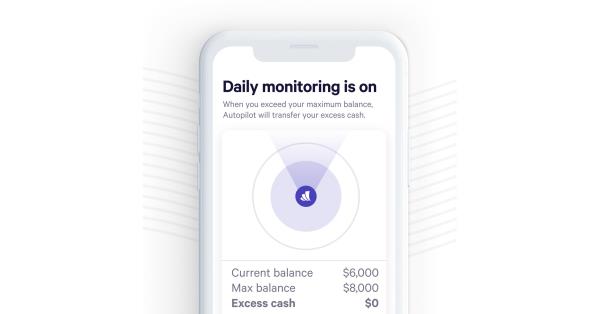 Daily monitoring is on
When you exceed your maximum balance,
Autopilot will transfer your excess cash.
Current balance $6,000
Max balance $8,000
Excess cash $0